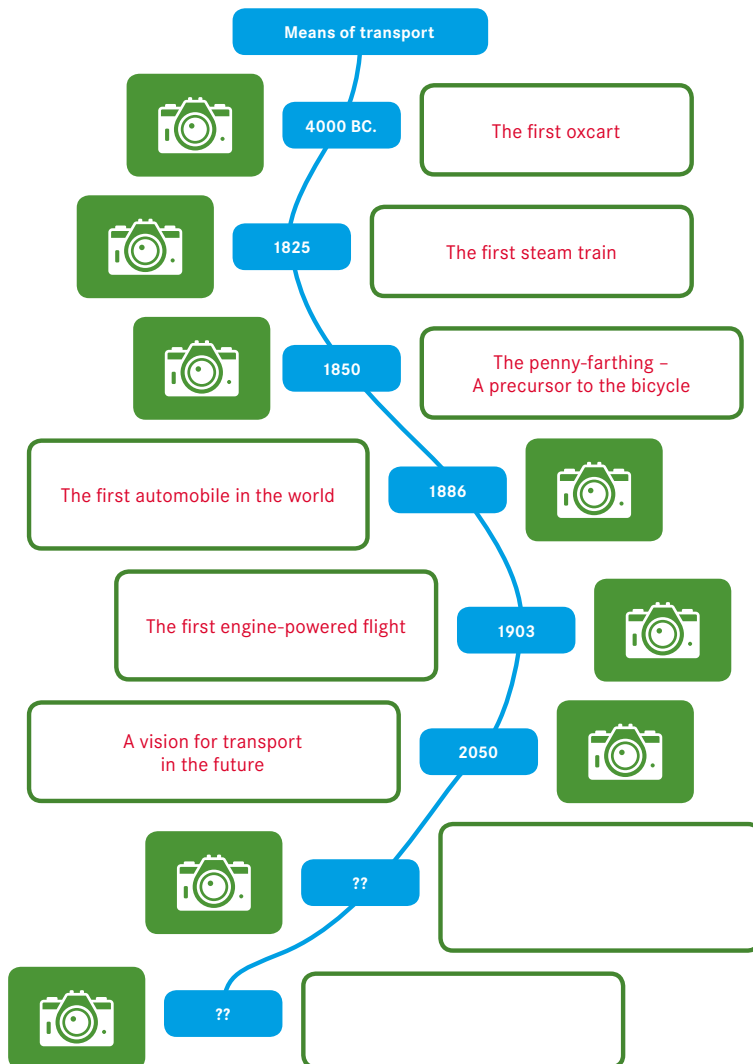 Means of transport
4000 BC.
The first oxcart
1825
The first steam train
1850
The penny-farthing –
A precursor to the bicycle
The first automobile in the world
1886
The first engine-powered flight
1903
A vision for transport
in the future
2050
??
??